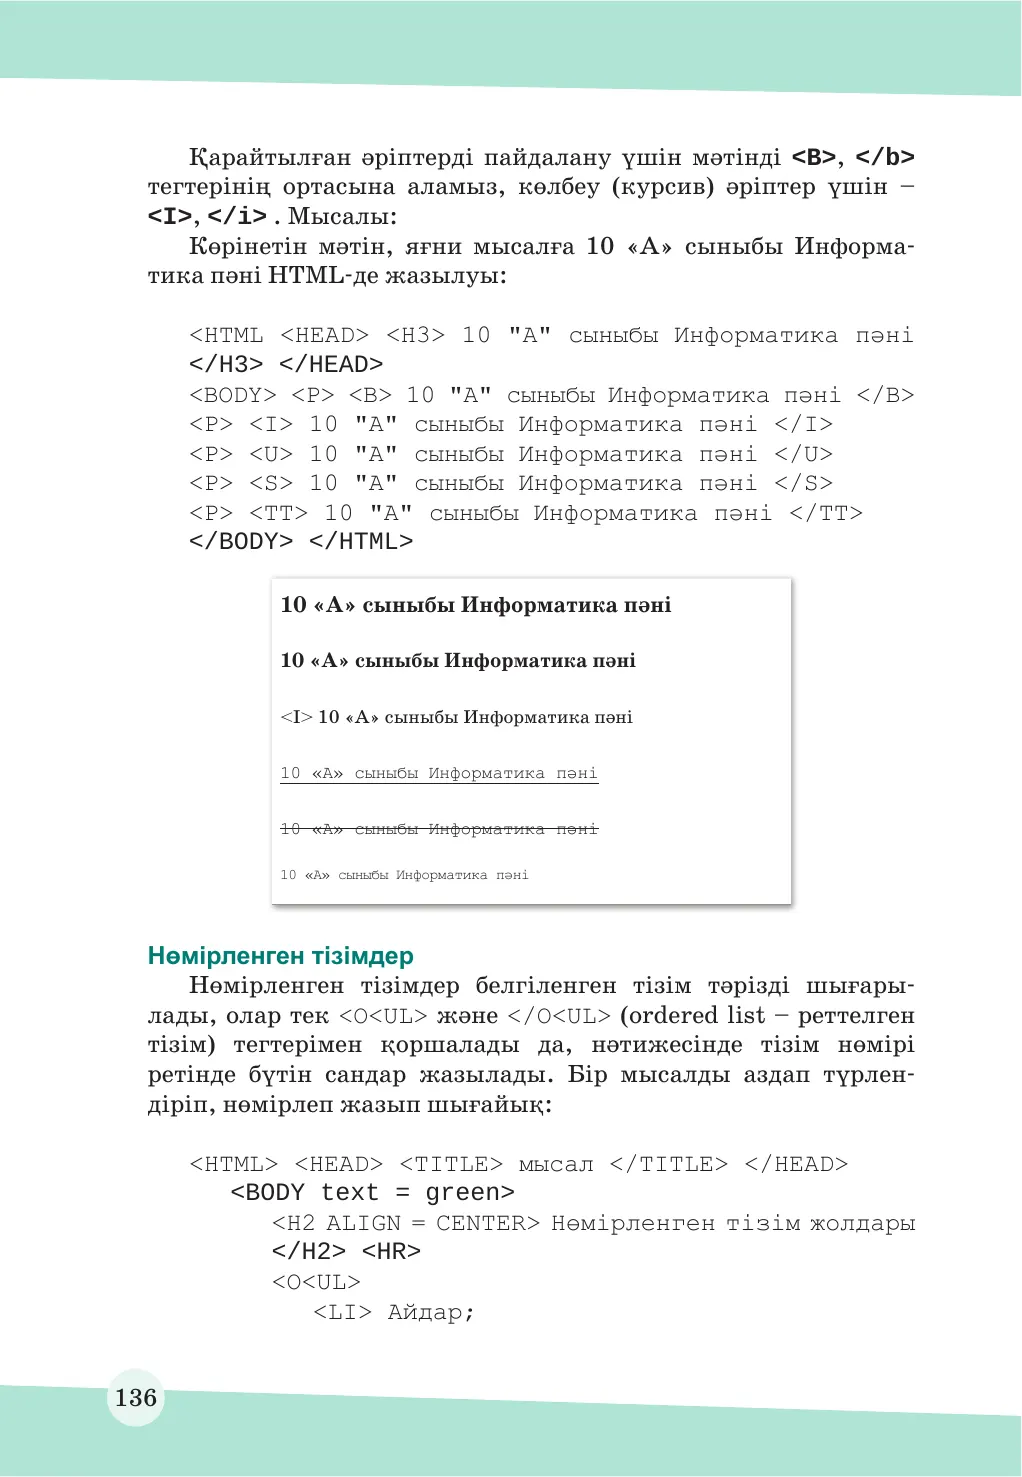 Қарайтылған әріптерді пайдалану үшін мәтінді <B>, </b>
тегтерінің ортасына аламыз, көлбеу (курсив) әріптер үшін –
<I>, </i> . Мысалы:
Көрінетін мәтін, яғни мысалға 10 «А» сыныбы Информа-
тика пәні HTML-де жазылуы:
<HTML <HEAD> <H3> 10 "А" сыныбы Информатика пәні
</H3> </HEAD>
<BODY> <P> <B> 10 "А" сыныбы Информатика пәні </B>
<P> <I> 10 "А" сыныбы Информатика пәні </I>
<P> <U> 10 "А" сыныбы Информатика пәні </U>
<P> <S> 10 "А" сыныбы Информатика пәні </S>
<P> <TT> 10 "А" сыныбы Информатика пәні </TT>
</BODY> </HTML>
10 «А» сыныбы Информатика пәні
10 «А» сыныбы Информатика пәні
<I> 10 «А» сыныбы Информатика пәні
10 «А» сыныбы Информатика пәні
10 «А» сыныбы Информатика пәні
10 «А» сыныбы Информатика пәні
Нөмірленген тізімдер
Нөмірленген тізімдер белгіленген тізім тәрізді шығары-
лады, олар тек <O<UL> және </O<UL> (ordered list – реттелген
тізім) тегтерімен қоршалады да, нәтижесінде тізім нөмірі
ретінде бүтін сандар жазылады. Бір мысалды аздап түрлен-
діріп, нөмірлеп жазып шығайық:
<HTML> <HEAD> <TITLE> мысал </TITLE> </HEAD>
<BODY text = green>
<H2 ALIGN = CENTER> Нөмірленген тізім жолдары
</H2> <HR>
<O<UL>
<LI> Айдар;
136